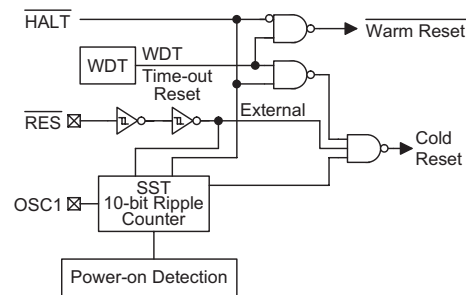 HALT
Warm Reset
WDT
WDT
Time-out
Reset
RES
External
Cold
Reset
OSC1
SST
10-bit Ripple
Counter
Power-on Detection